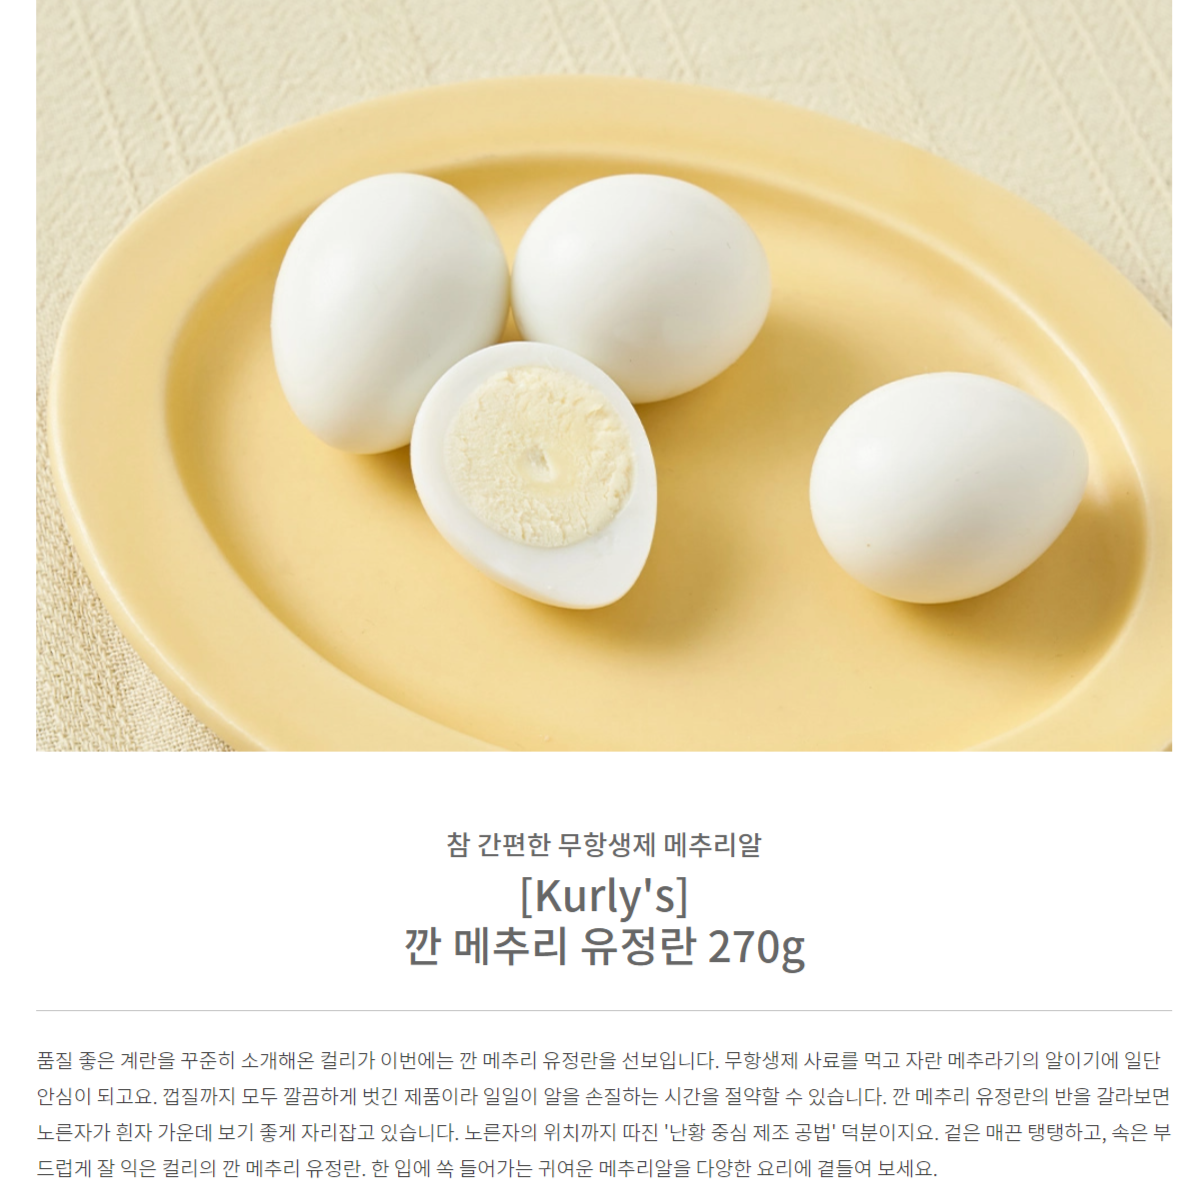 참 간편한 무항생제 메추리알
[Kurly's]
깐 메추리 유정란 270g
품질 좋은 계란을 꾸준히 소개해온 컬리가 이번에는 깐 메추리 유정란을 선보입니다. 무항생제 사료를 먹고 자란 메추라기의 알이기에 일단
안심이 되고요. 껍질까지 모두 깔끔하게 벗긴 제품이라 일일이 알을 손질하는 시간을 절약할 수 있습니다. 깐 메추리 유정란의 반을 갈라보면
노른자가 흰자 가운데 보기 좋게 자리잡고 있습니다. 노른자의 위치까지 따진 '난황 중심 제조 공법' 덕분이지요. 겉은 매끈 탱탱하고, 속은 부
드럽게 잘 익은 컬리의 깐 메추리 유정란. 한 입에 쏙 들어가는 귀여운 메추리알을 다양한 요리에 곁들여 보세요.